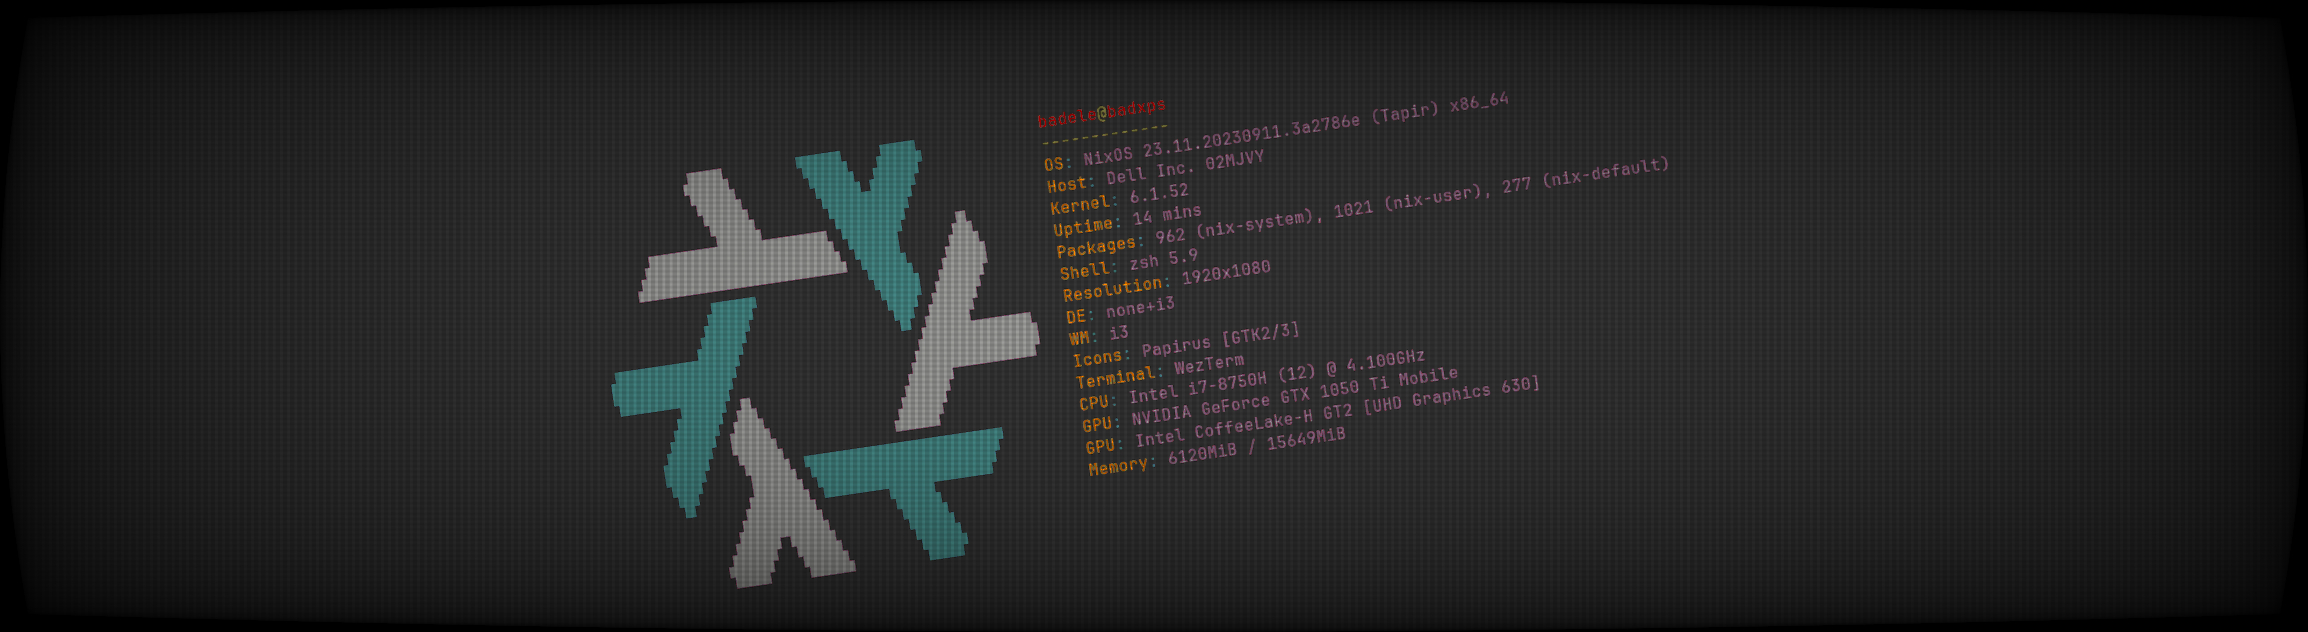 badele@badxps
-------------
OS: NixOS 23.11.20230911.3a2786e (Tapir) x86_64
Host: Dell Inc. 02MJVY
Kernel: 6.1.52
Uptime: 14 mins
Packages: 962 (nix-system), 1021 (nix-user), 277 (nix-default)
Shell: zsh 5.9
Resolution: 1920x1080
DE: none+i3
WM: i3
Icons: Papirus [GTK2/3]
Terminal: WezTerm
CPU: Intel i7-8750H (12) @ 4.100GHz
GPU: NVIDIA GeForce GTX 1050 Ti Mobile
GPU: Intel CoffeeLake-H GT2 [UHD Graphics 630]
Memory: 6120MiB / 15649MiB